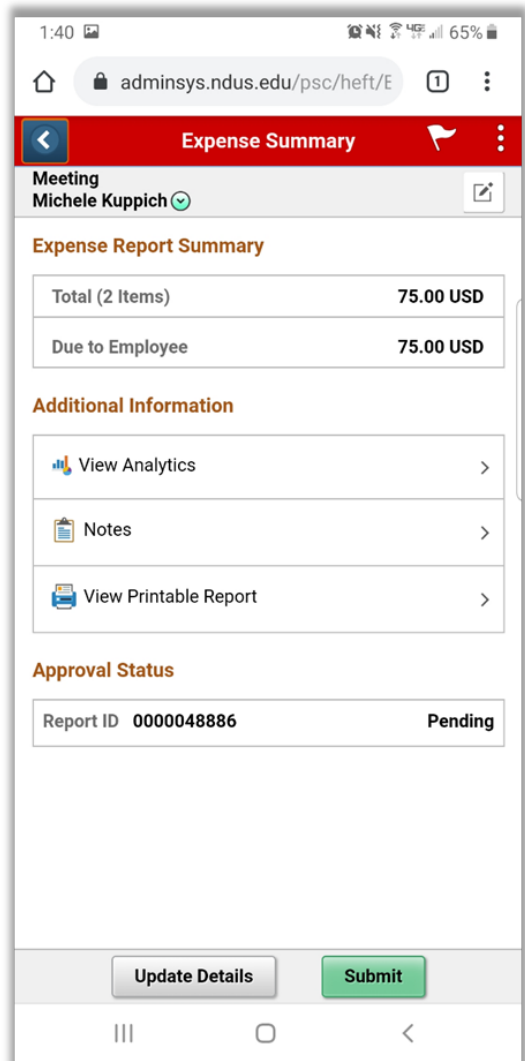 1:40 65%
adminsys.ndus.edu/psc/heft/E 1
Expense Summary
Meeting
Michele Kuppich
Expense Report Summary
Total (2 Items) 75.00 USD
Due to Employee 75.00 USD
Additional Information
View Analytics
Notes
View Printable Report
Approval Status
Report ID 0000048886 Pending
Update Details Submit